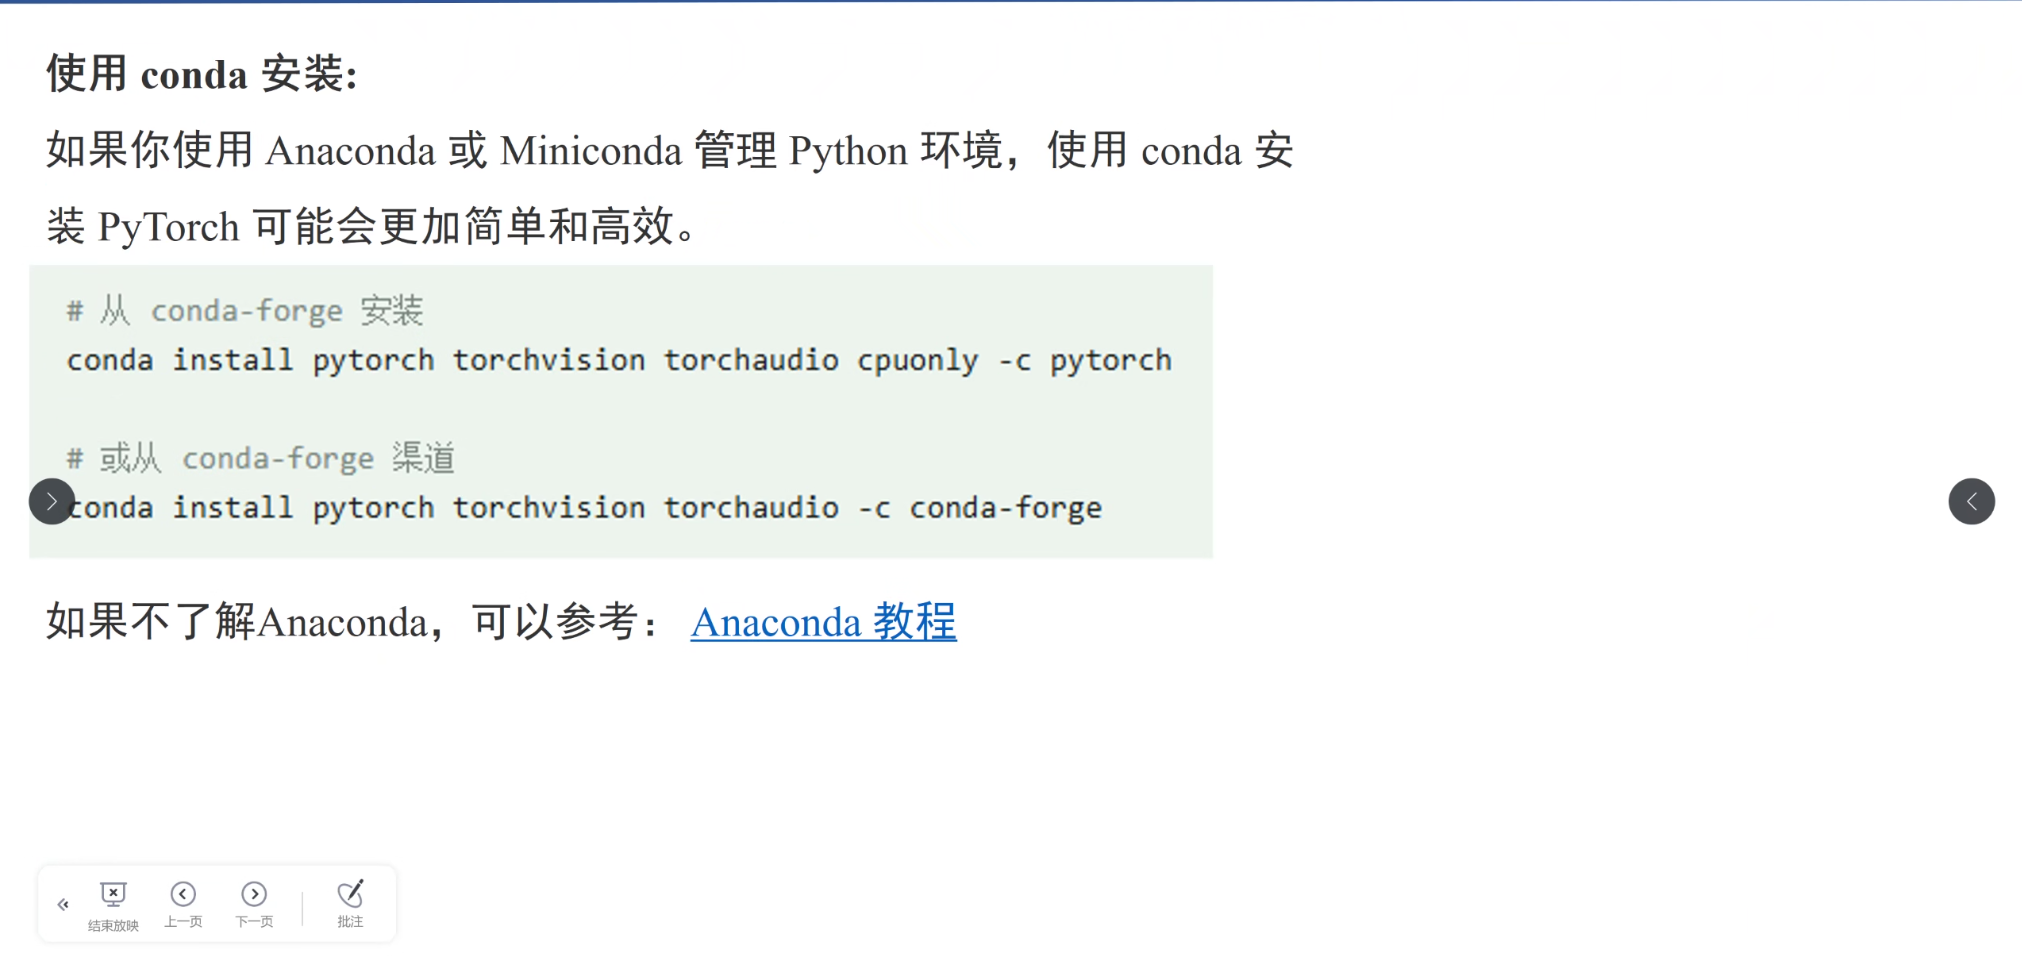 使用 conda 安装:
如果你使用 Anaconda 或 Miniconda 管理 Python 环境，使用 conda 安
装 PyTorch 可能会更加简单和高效。
# 从 conda-forge 安装
conda install pytorch torchvision torchaudio cpuonly -c pytorch
# 或从 conda-forge 渠道
conda install pytorch torchvision torchaudio -c conda-forge
如果不了解Anaconda，可以参考： Anaconda 教程
结束放映 上一页 下一页 批注